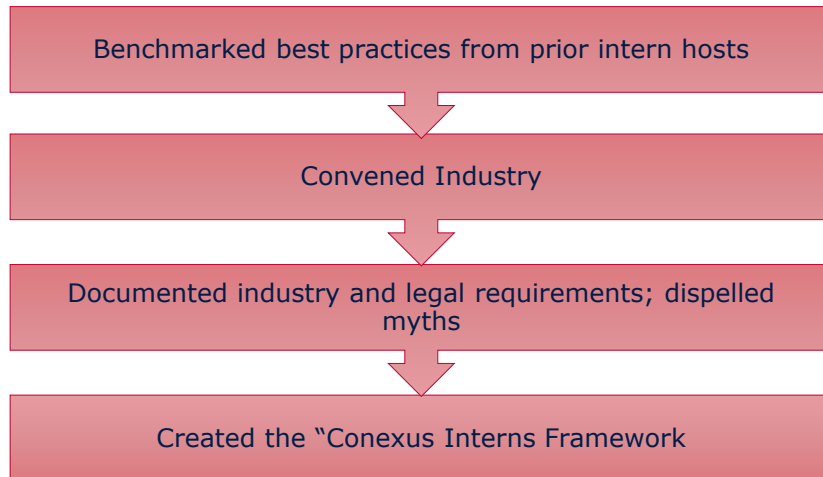 Benchmarked best practices from prior intern hosts
Convened Industry
Documented industry and legal requirements; dispelled
myths
Created the “Conexus Interns Framework